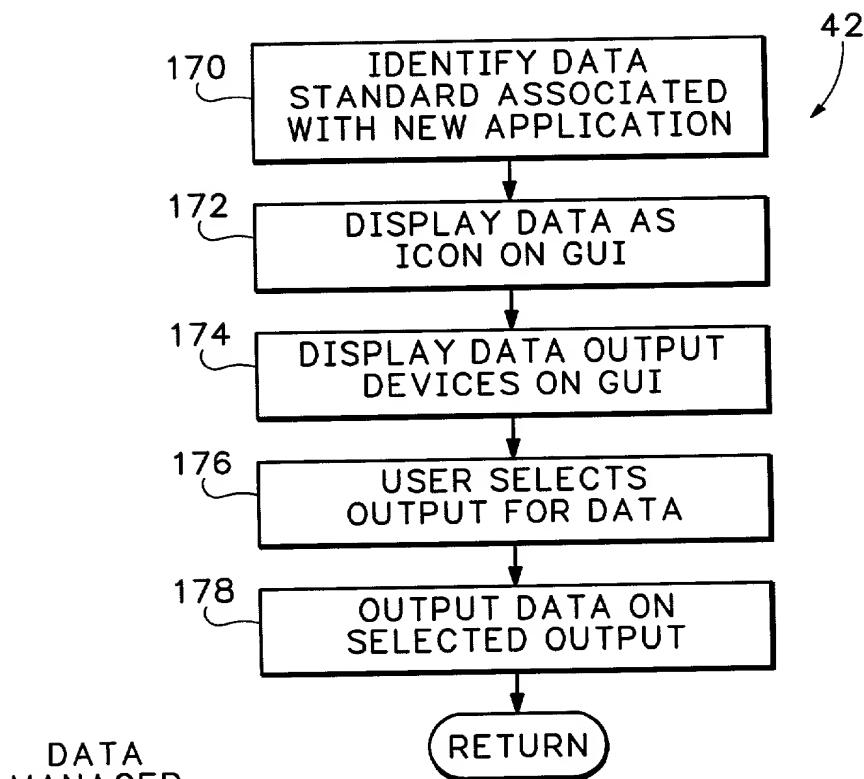 42
170
IDENTIFY DATA
STANDARD ASSOCIATED
WITH NEW APPLICATION
172
DISPLAY DATA AS
ICON ON GUI
174
DISPLAY DATA OUTPUT
DEVICES ON GUI
176
USER SELECTS
OUTPUT FOR DATA
178
OUTPUT DATA ON
SELECTED OUTPUT
RETURN
DATA
MANAGER